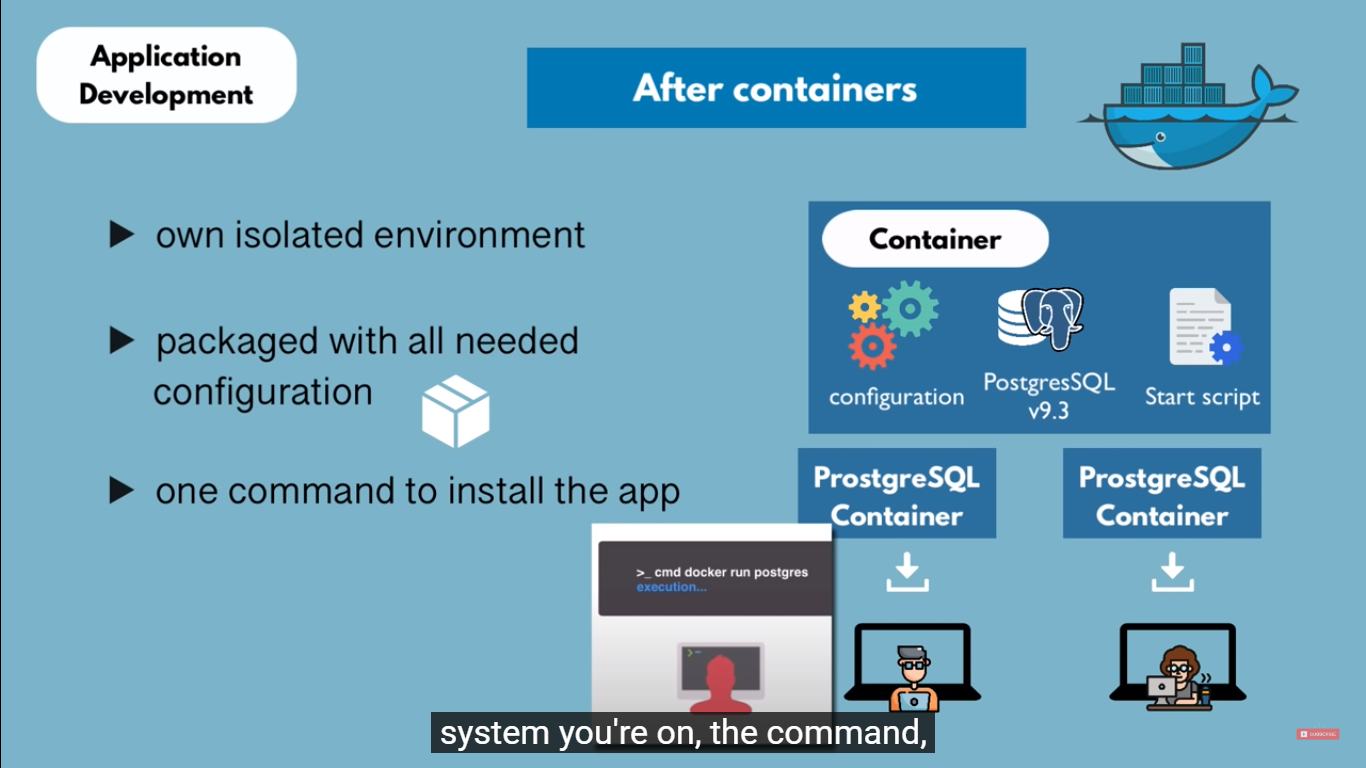 Application
Development
After containers
▶ own isolated environment
▶ packaged with all needed
configuration
▶ one command to install the app
Container
configuration
PostgresSQL
v9.3
Start script
ProstgreSQL
Container
ProstgreSQL
Container
>_ cmd docker run postgres
execution...
system you're on, the command,
SUBSCRIBE